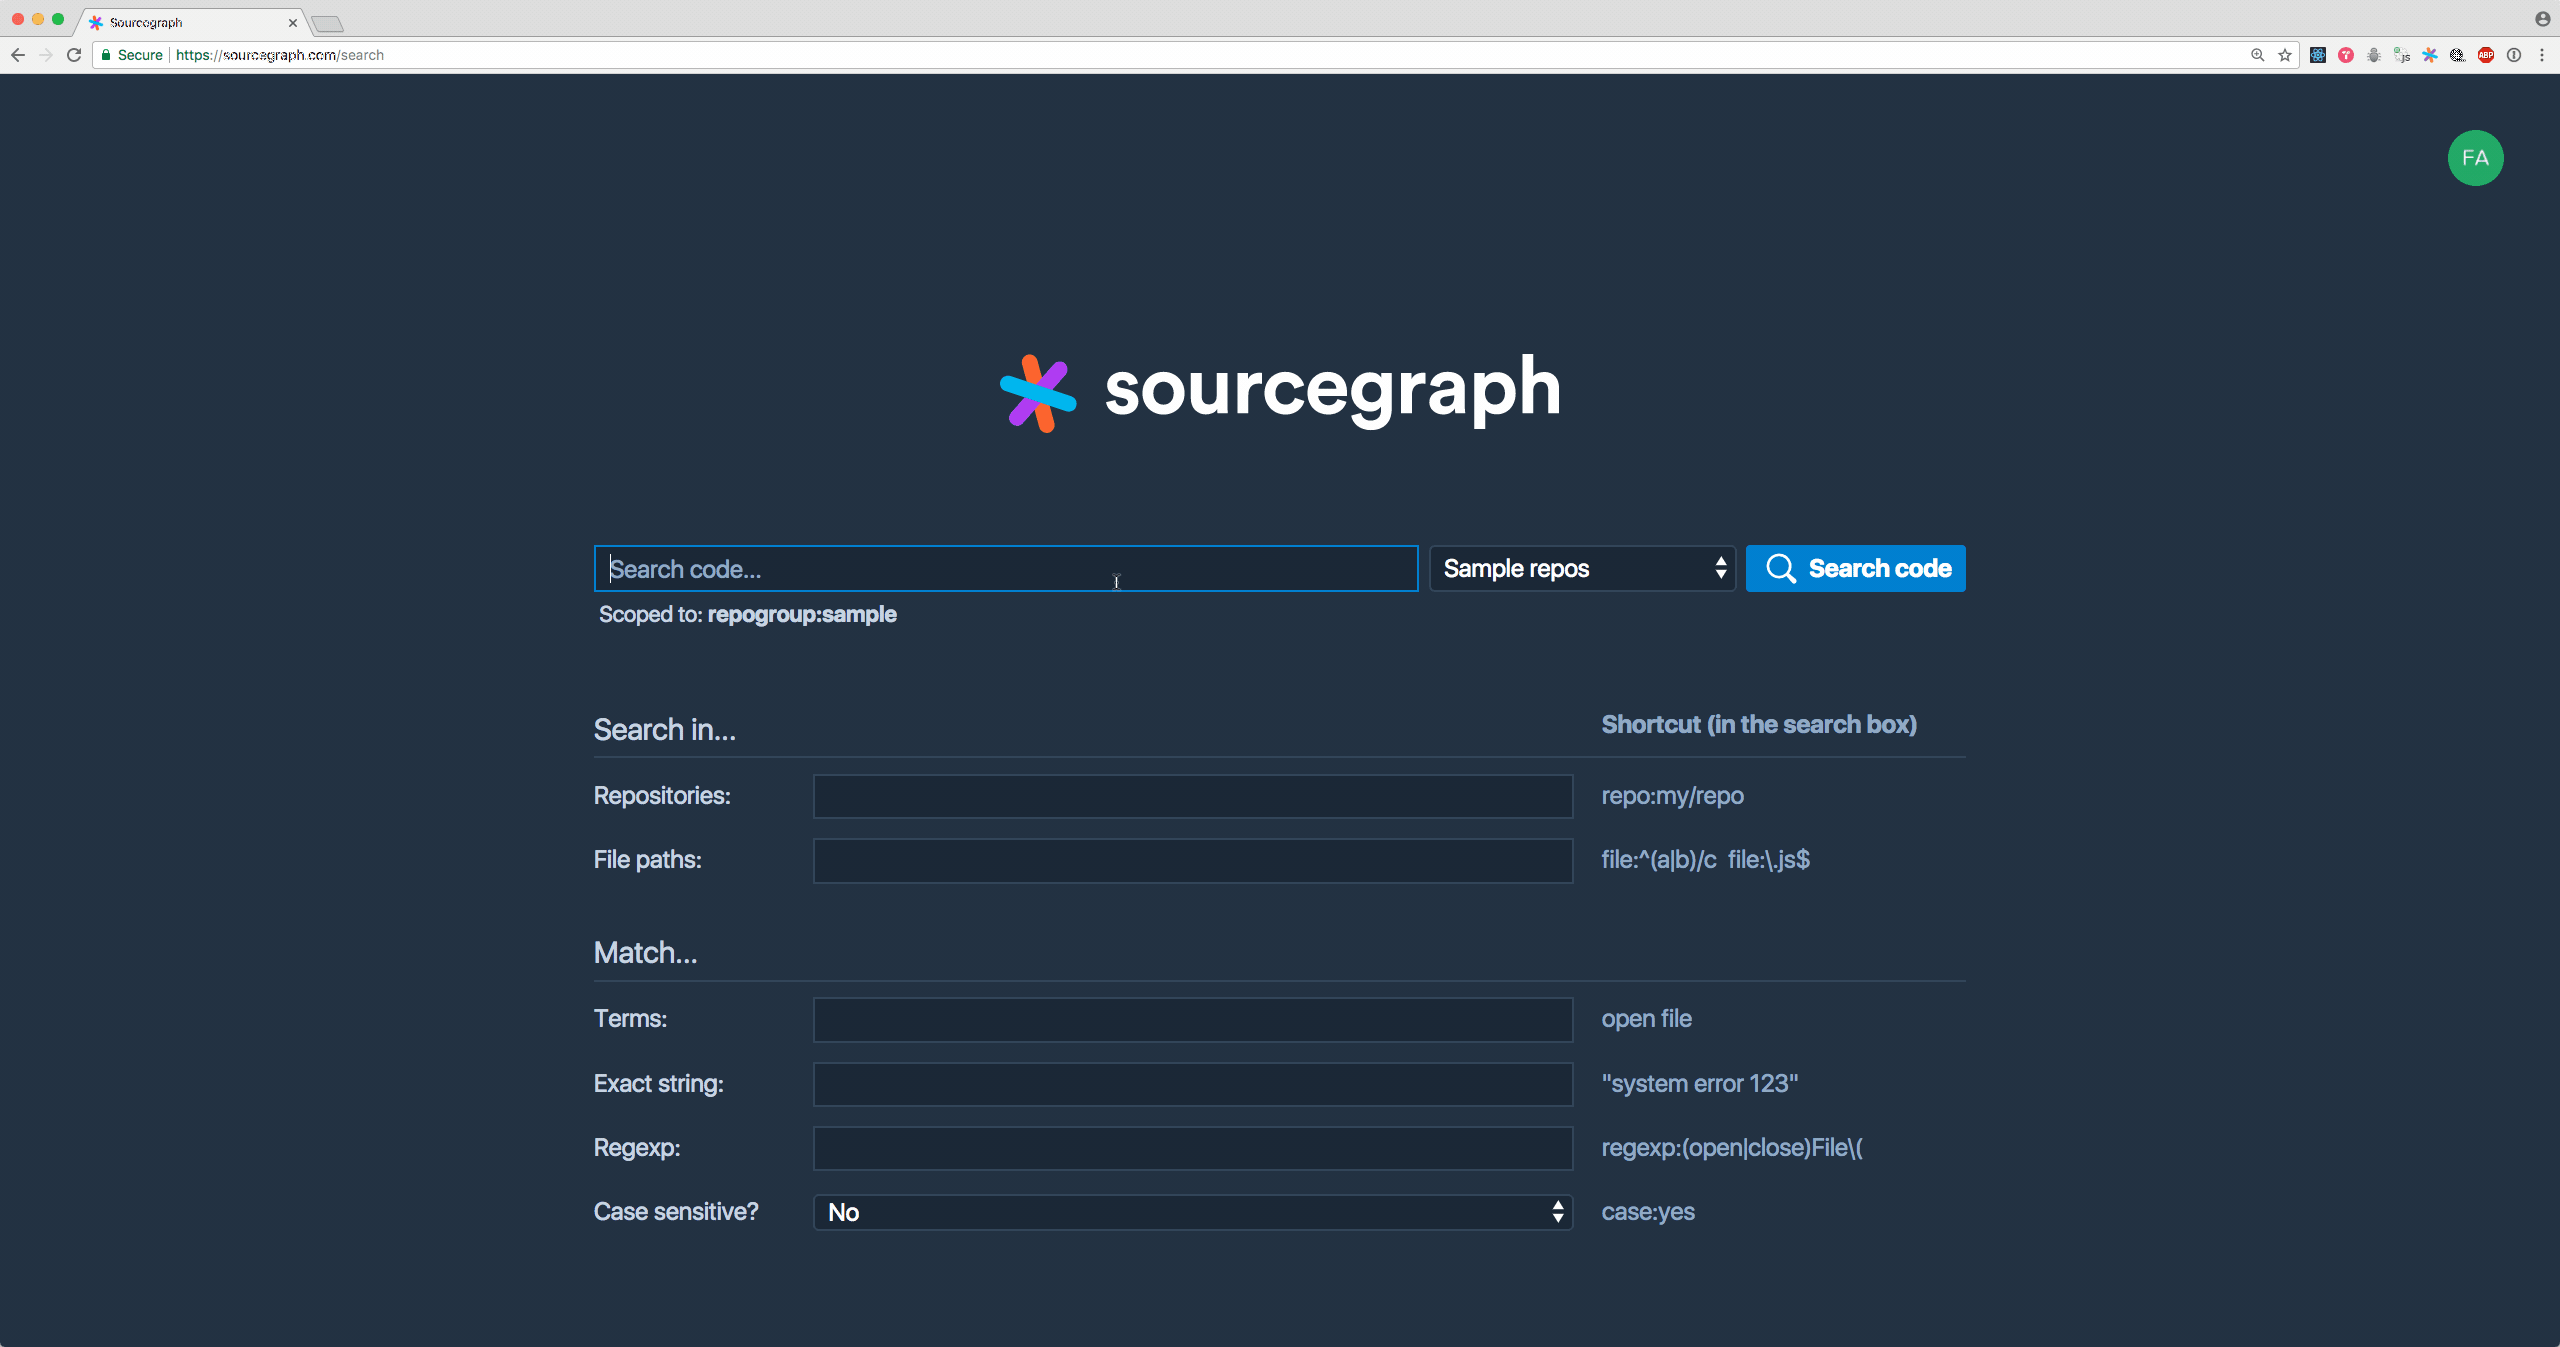 Sourcegraph
Secure https://sourcegraph.com/search
js ABP
FA
sourcegraph
Search code... Sample repos Search code
Scoped to: repogroup:sample
Search in... Shortcut (in the search box)
Repositories: repo:my/repo
File paths: file:^(a|b)/c file:\.js$
Match...
Terms: open file
Exact string: "system error 123"
Regexp: regexp:(open|close)File\(
Case sensitive? No case:yes